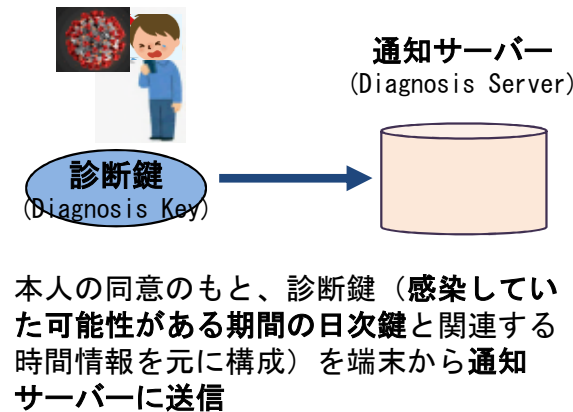 通知サーバー
(Diagnosis Server)
診断鍵
(Diagnosis Key)
本人の同意のもと、診断鍵（感染してい
た可能性がある期間の日次鍵と関連する
時間情報を元に構成）を端末から通知
サーバーに送信